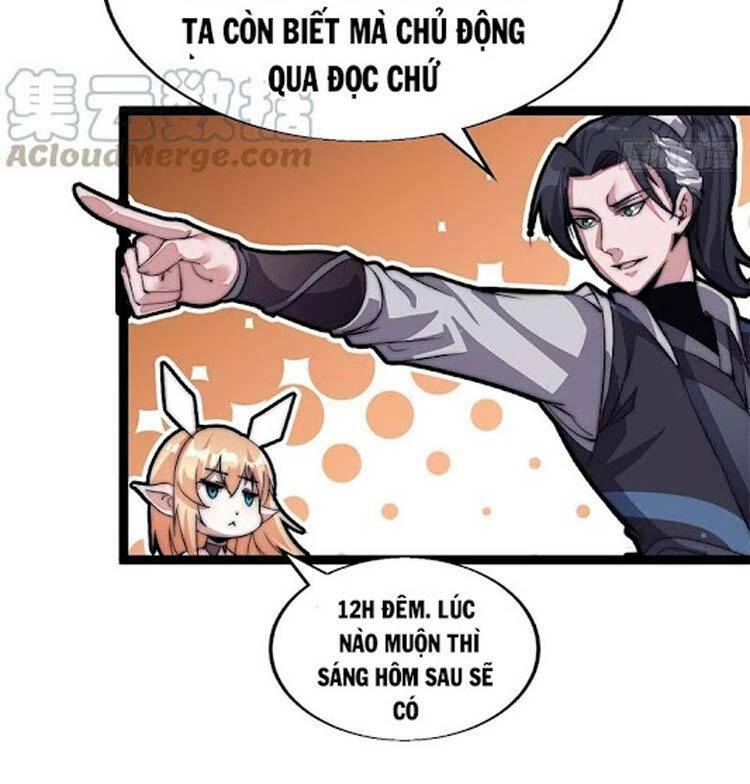 TA CÒN BIẾT MÀ CHỦ ĐỘNG
QUA ĐỌC CHỨ
集云数据
ACloudMerge.com
12H ĐÊM. LÚC
NÀO MUỘN THÌ
SÁNG HÔM SAU SẼ
CÓ